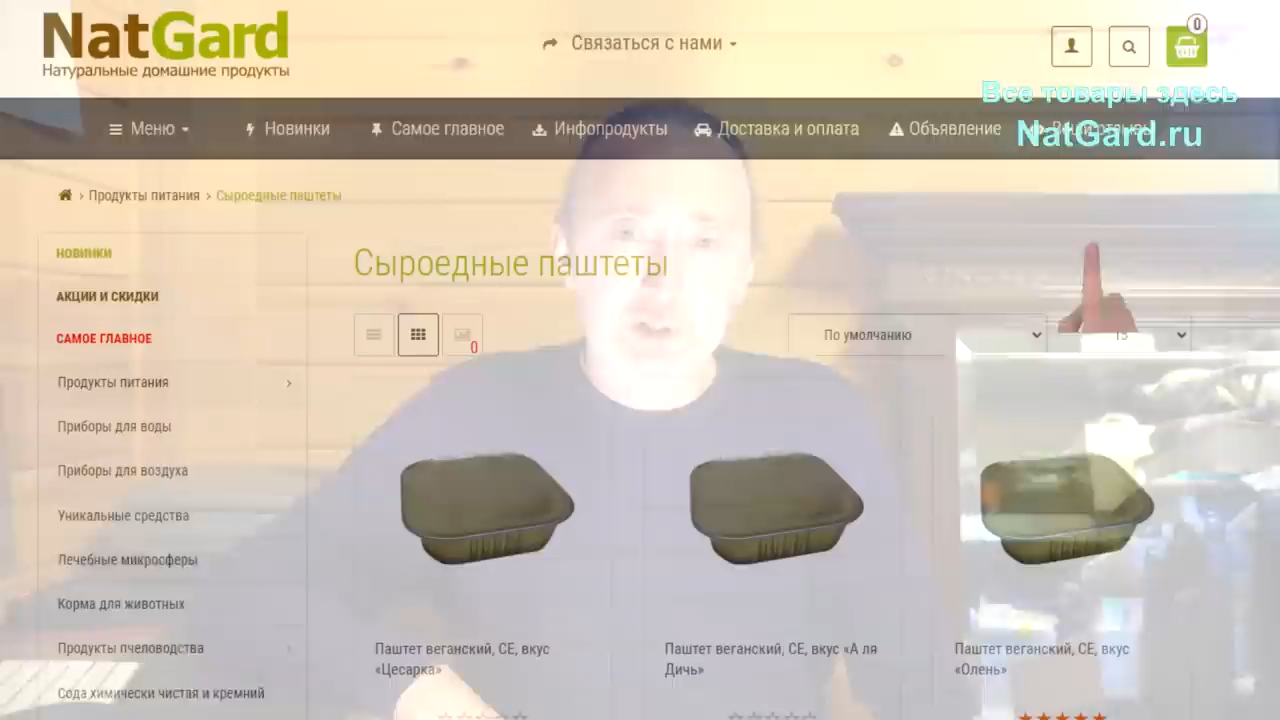 NatGard
Натуральные домашние продукты
Связаться с нами
0
Все товары здесь
NatGard.ru
Меню
Новинки
Самое главное
Инфопродукты
Доставка и оплата
Объявление
Продукты питания
Сыроедные паштеты
НОВИНКИ
АКЦИИ И СКИДКИ
САМОЕ ГЛАВНОЕ
Продукты питания
Приборы для воды
Приборы для воздуха
Уникальные средства
Лечебные микросферы
Корма для животных
Продукты пчеловодства
Сода химически чистая и кремний
Сыроедные паштеты
0
По умолчанию
15
Паштет веганский, СЕ, вкус
«Цесарка»
Паштет веганский, СЕ, вкус «А ля
Дичь»
Паштет веганский, СЕ, вкус
«Олень»